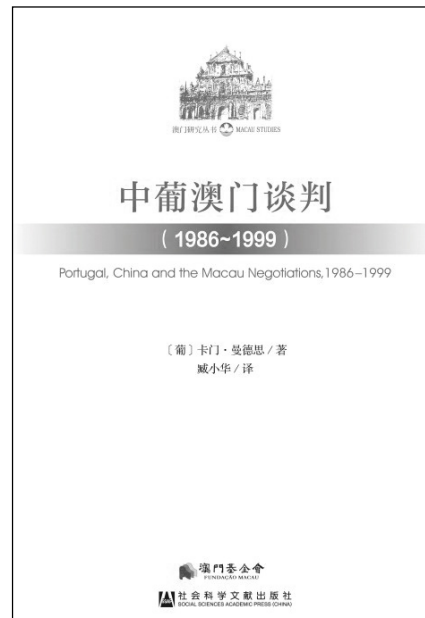 澳门研究丛书 MACAU STUDIES
中葡澳门谈判
（1986~1999）
Portugal, China and the Macau Negotiations,1986–1999
〔葡〕卡门·曼德思 / 著
臧小华 / 译
澳門基金會
FUNDAÇÃO MACAU
社会科学文献出版社
SOCIAL SCIENCES ACADEMIC PRESS (CHINA)